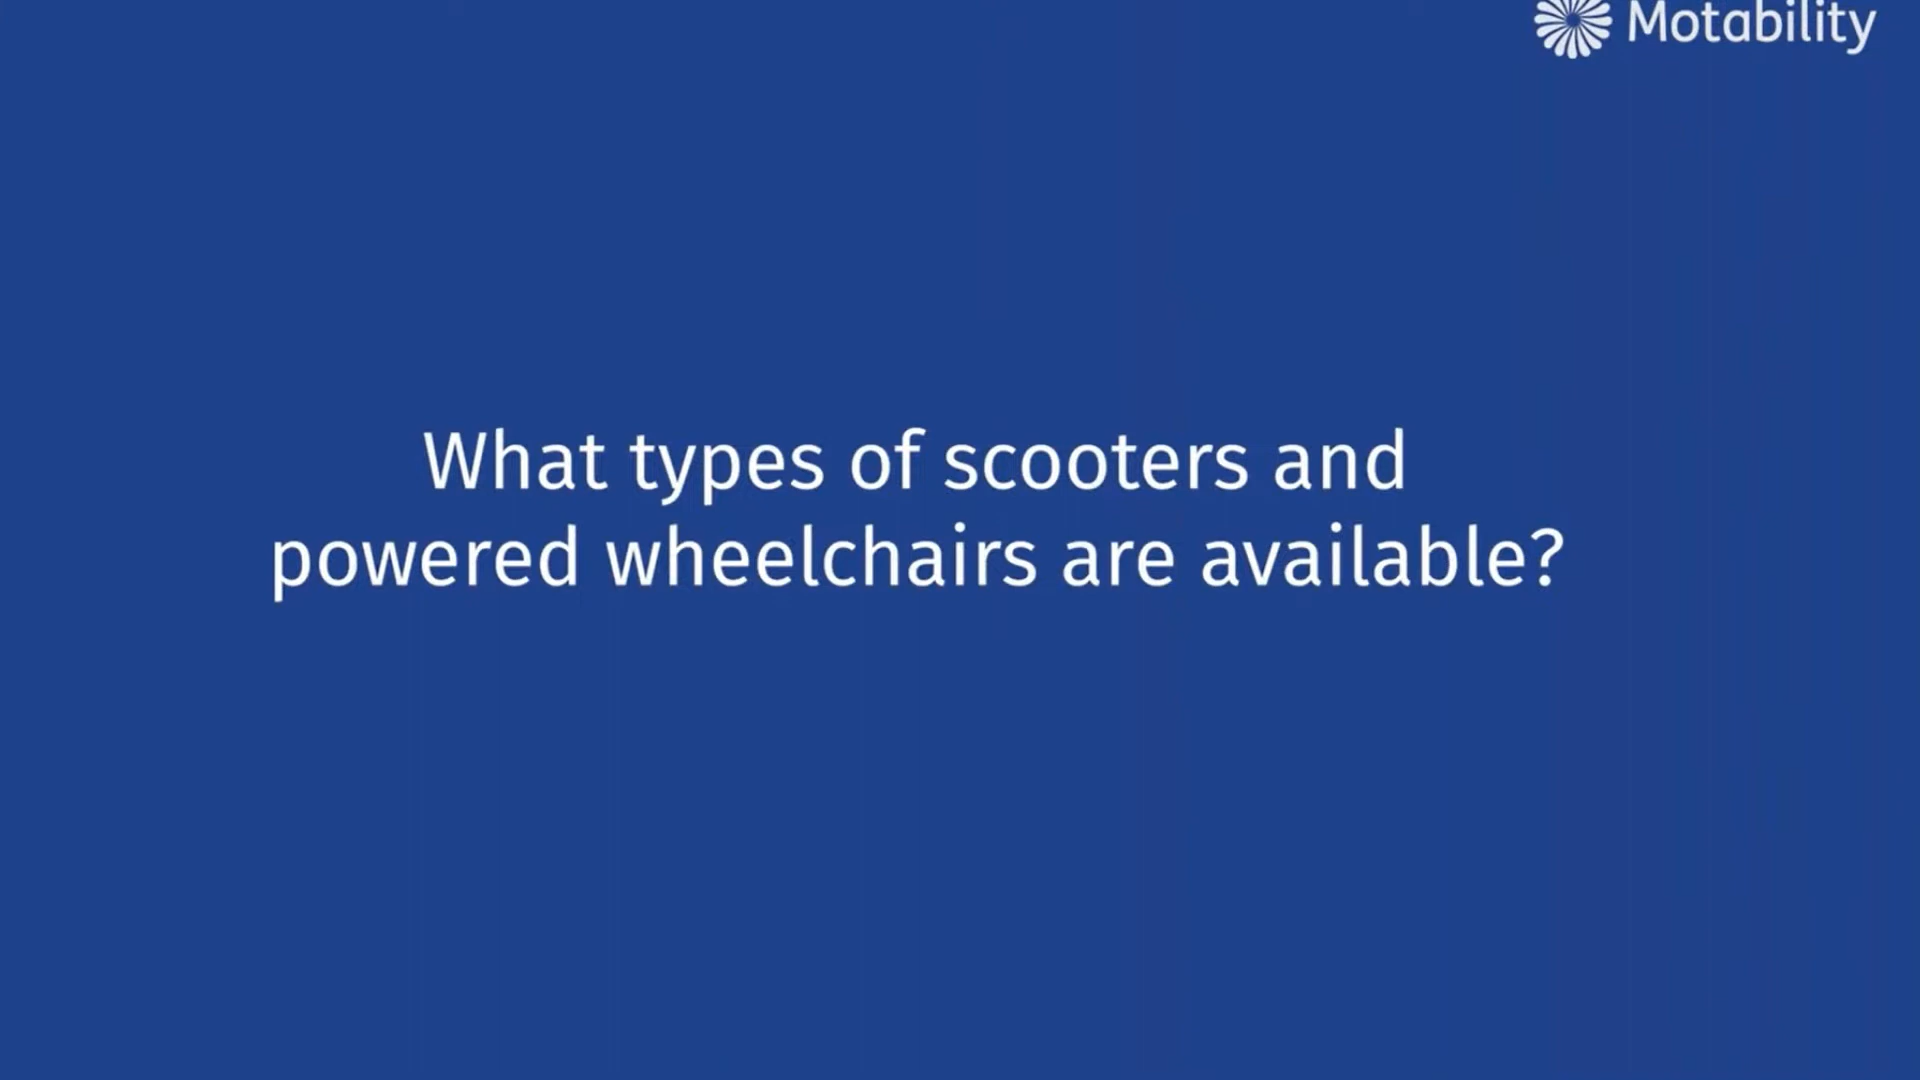 Motability
What types of scooters and
powered wheelchairs are available?